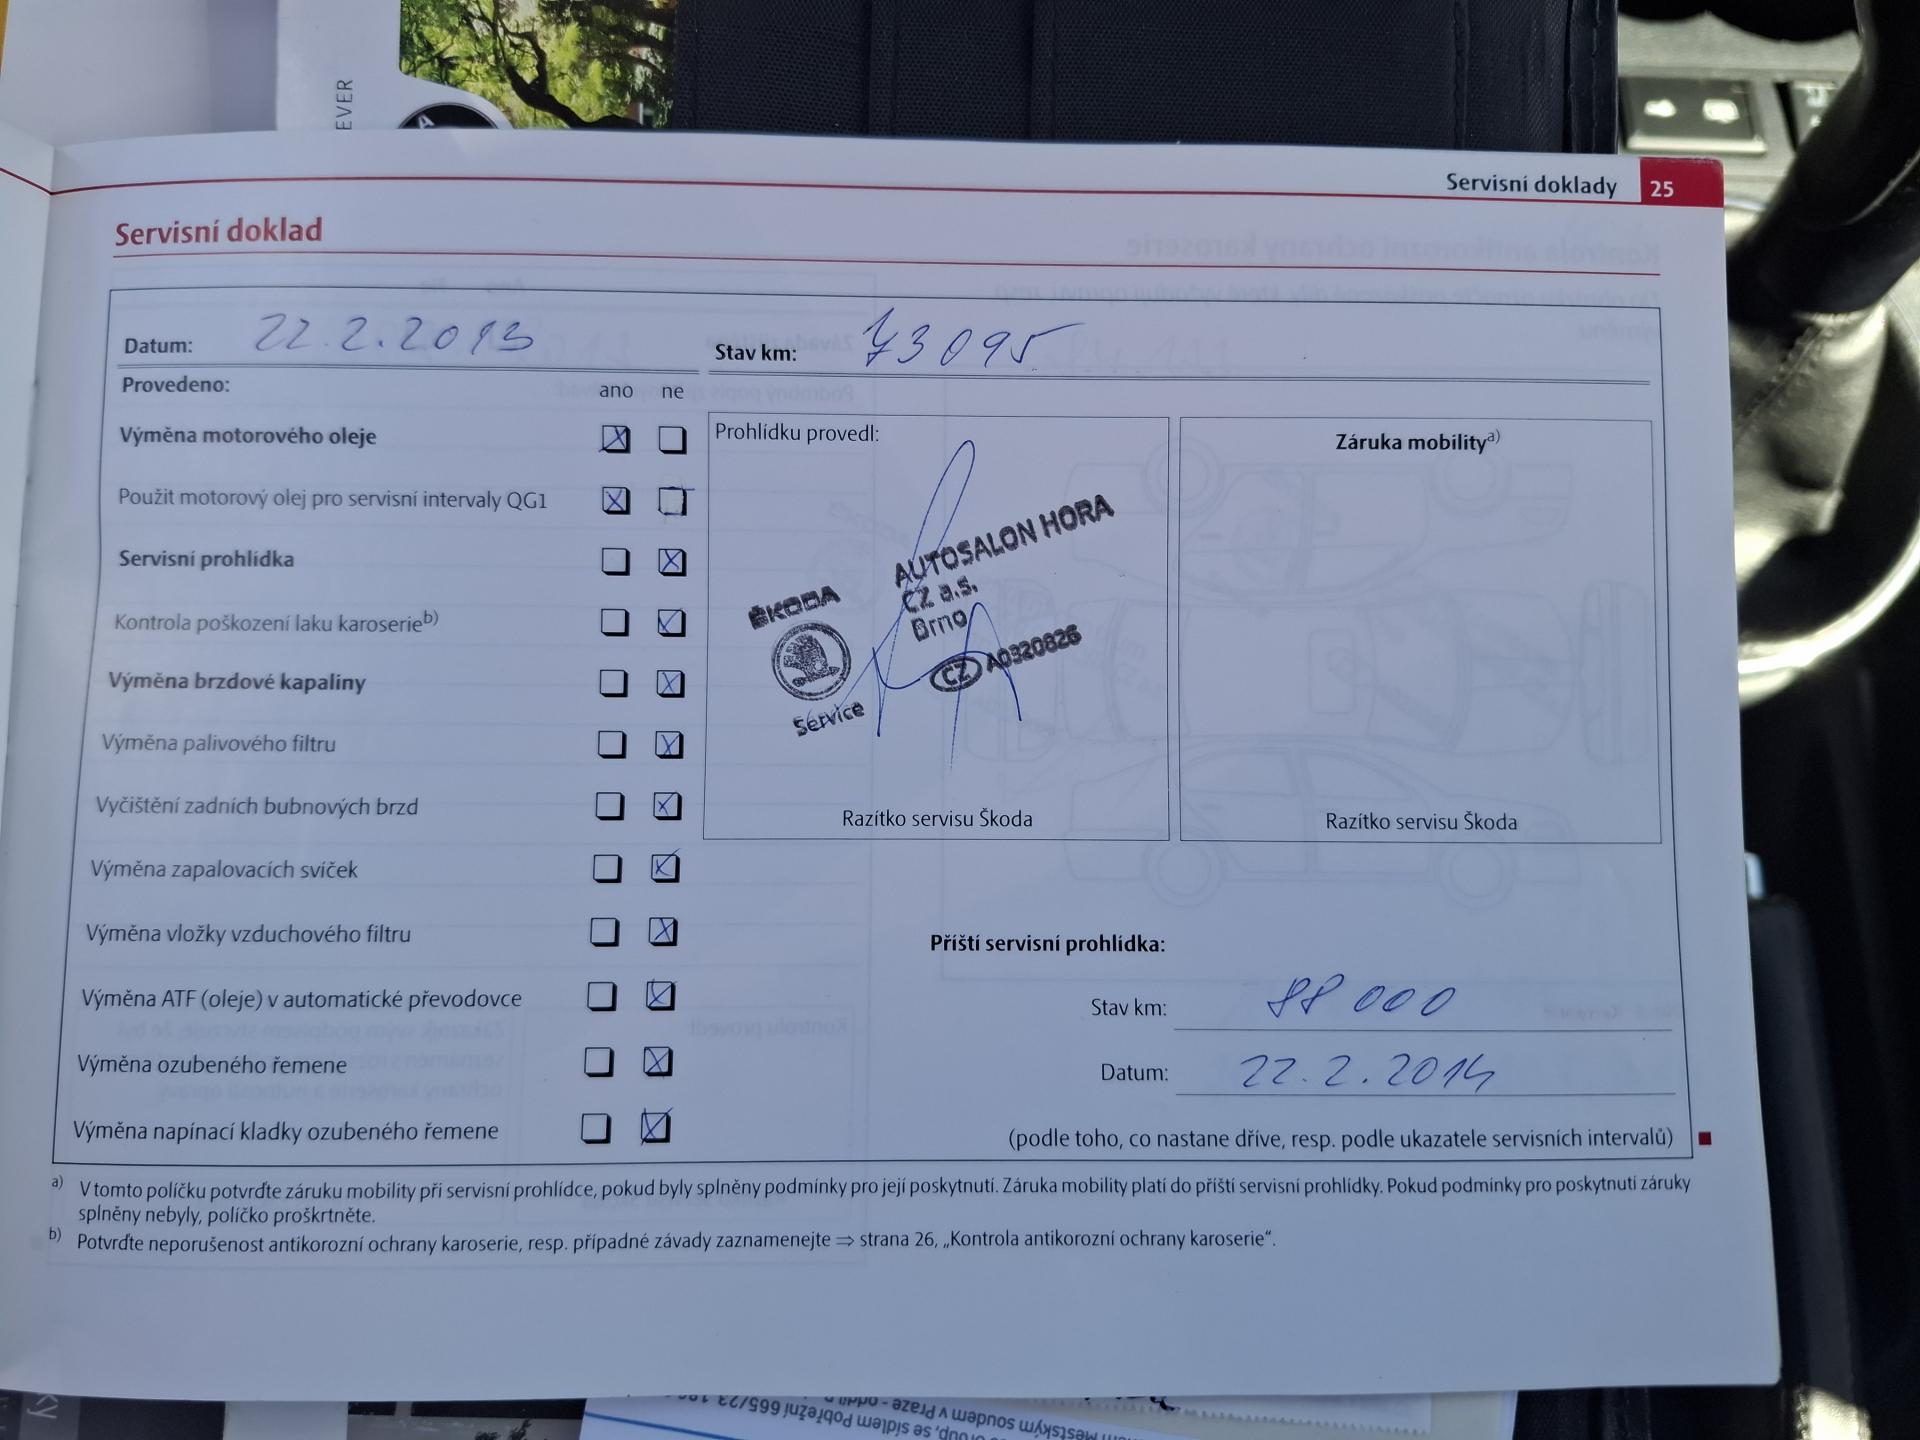 EVER
Servisní doklady 25
Servisní doklad
Datum: 22.2.2013 Stav km: 73 095
Provedeno: ano ne
Výměna motorového oleje
Použit motorový olej pro servisní intervaly QG1
Servisní prohlídka
Kontrola poškození laku karoserie b)
Výměna brzdové kapaliny
Výměna palivového filtru
Vyčištění zadních bubnových brzd
Výměna zapalovacích svíček
Výměna vložky vzduchového filtru
Výměna ATF (oleje) v automatické převodovce
Výměna ozubeného řemene
Výměna napínací kladky ozubeného řemene
Prohlídku provedl:
ŠKODA
Service
AUTOSALON HORA
CZ a.s.
Brno
CZ A0320826
Razítko servisu Škoda
Záruka mobility a)
Razítko servisu Škoda
Příští servisní prohlídka:
Stav km: 88 000
Datum: 22.2.2014
(podle toho, co nastane dříve, resp. podle ukazatele servisních intervalů)
a) V tomto políčku potvrďte záruku mobility při servisní prohlídce, pokud byly splněny podmínky pro její poskytnutí. Záruka mobility platí do příští servisní prohlídky. Pokud podmínky pro poskytnutí záruky
splněny nebyly, políčko proškrtněte.
b) Potvrďte neporušenost antikorozní ochrany karoserie, resp. případné závady zaznamenejte ⇒ strana 26, „Kontrola antikorozní ochrany karoserie“.